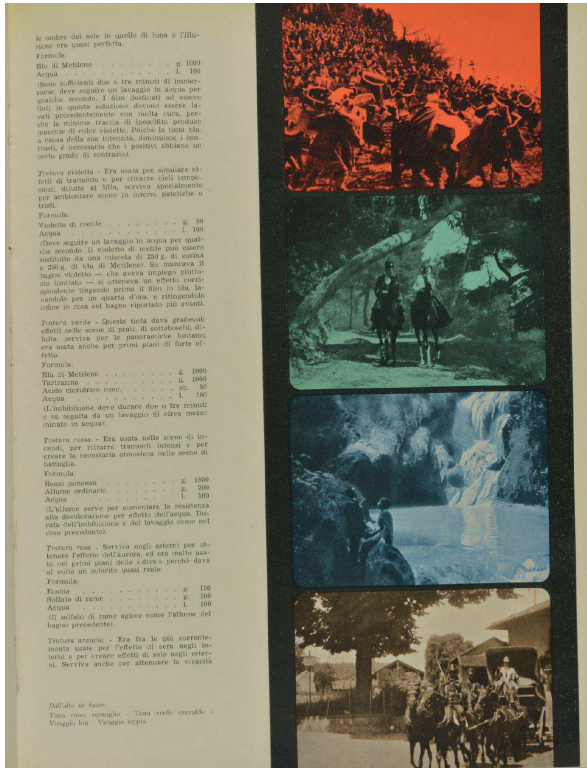 le ombre del sole in quelle di luna e l'illu-
sione era quasi perfetta.
Formula:
Blu di Metilene . . . . . . . . . g. 1000
Acqua . . . . . . . . . . . . l. 100
(Sono sufficienti due o tre minuti di immer-
sione; deve seguire un lavaggio in acqua per
qualche secondo. I film destinati ad essere
tinti in questa soluzione devono essere la-
vati precedentemente con molta cura, per-
chè la minima traccia di iposolfito produce
macchie di color violetto. Poichè la tinta blu,
a causa della sua intensità, diminuisce i con-
trasti, è necessario che i positivi abbiano un
certo grado di contrasto).
Tintura violetta - Era usata per simulare ef-
fetti di tramonto o per ritrarre cieli tempe-
stosi; diluita al lilla, serviva specialmente
per ambientare scene in interni patetiche o
tristi.
Formula:
Violetto di metile . . . . . . . g. 50
Acqua . . . . . . . . . . . l. 100
(Deve seguire un lavaggio in acqua per qual-
che secondo. Il violetto di metile può essere
sostituito da una miscela di 250 g. di eosina
e 250 g. di blu di Metilene). Se mancava il
bagno violetto — che aveva impiego piutto-
sto limitato — si otteneva un effetto corri-
spondente tingendo prima il film in blu, la-
vandolo per un quarto d'ora, e ritingendolo
infine in rosa col bagno riportato più avanti.
Tintura verde - Questa tinta dava gradevoli
effetti nelle scene di prati, di sottoboschi; di-
luita, serviva per le panoramiche lontane;
era usata anche per primi piani di forte ef-
fetto.
Formula:
Blu di Metilene . . . . . . . . g. 1000
Tartrazina . . . . . . . . . . g. 1000
Acido cloridrico conc. . . . . . cc. 50
Acqua . . . . . . . . . . . l. 100
(L'imbibizione deve durare due o tre minuti
e va seguita da un lavaggio di circa mezzo
minuto in acqua).
Tintura rossa - Era usata nelle scene di in-
cendi, per ritrarre tramonti intensi e per
creare la necessaria atmosfera nelle scene di
battaglia.
Formula:
Rosso ponceau . . . . . . . . g. 1500
Allume ordinario . . . . . . . g. 200
Acqua . . . . . . . . . . . l. 100
(L'allume serve per aumentare la resistenza
alla decolorazione per effetto dell'acqua. Du-
rata dell'imbibizione e del lavaggio come nel
caso precedente).
Tintura rosa - Serviva negli esterni per ot-
tenere l'effetto dell'aurora, ed era molto usa-
ta nei primi piani delle «dive» perchè dava
al volto un colorito quasi reale.
Formula:
Eosina . . . . . . . . . . . g. 150
Solfato di rame . . . . . . . . g. 100
Acqua . . . . . . . . . . . l. 100
(Il solfato di rame agisce come l'allume del
bagno precedente).
Tintura arancio - Era fra le più corrente-
mente usate per l'effetto di sera negli in-
terni e per creare effetti di sole negli ester-
ni. Serviva anche per attenuare la vivacità
Dall'alto in basso:
Tinta rosso vermiglio - Tinta verde smeraldo -
Viraggio blu - Viraggio seppia.